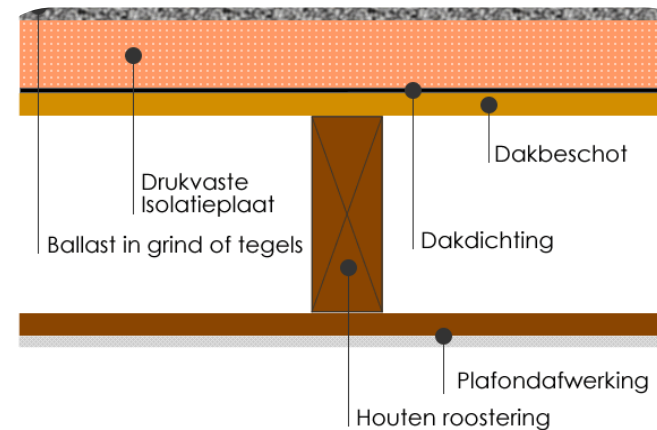 Dakbeschot
Drukvaste
Isolatieplaat
Dakdichting
Ballast in grind of tegels
Plafondafwerking
Houten roostering